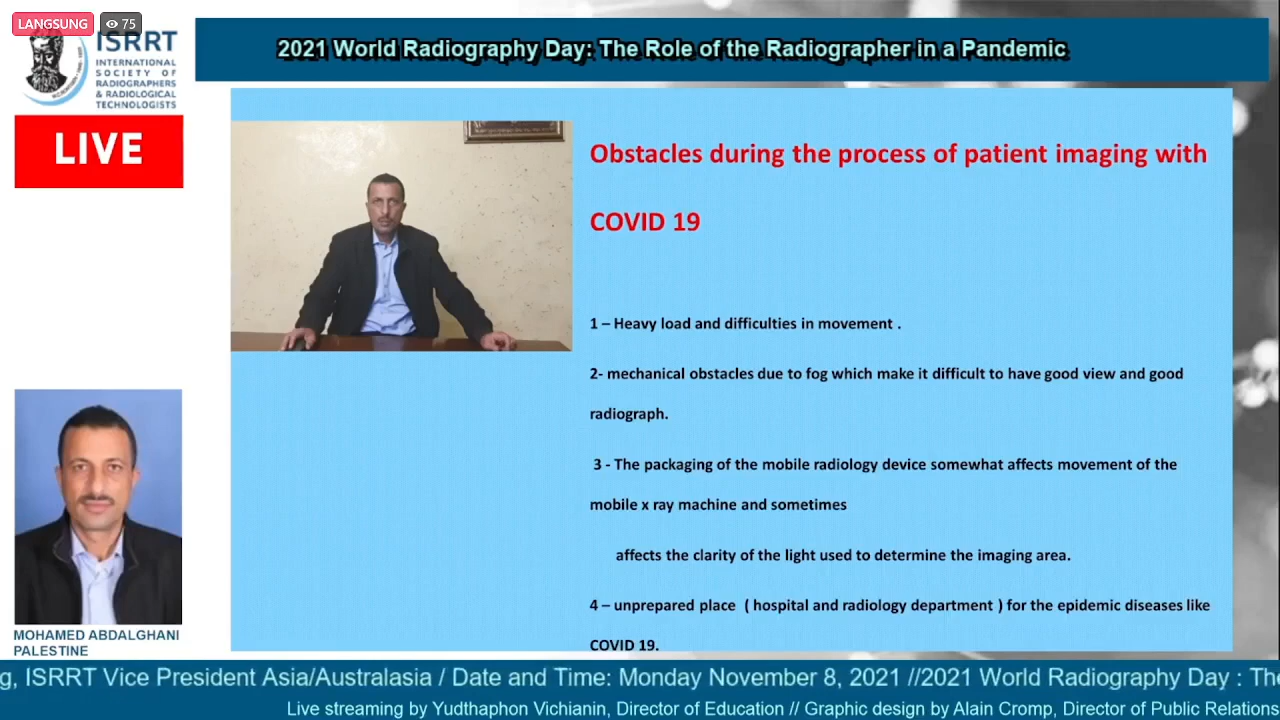 LANGSUNG 75
ISRRT
INTERNATIONAL
SOCIETY OF
RADIOGRAPHERS
& RADIOLOGICAL
TECHNOLOGISTS
2021 World Radiography Day: The Role of the Radiographer in a Pandemic
LIVE
Obstacles during the process of patient imaging with
COVID 19
1 – Heavy load and difficulties in movement .
2- mechanical obstacles due to fog which make it difficult to have good view and good
radiograph.
3 - The packaging of the mobile radiology device somewhat affects movement of the
mobile x ray machine and sometimes
affects the clarity of the light used to determine the imaging area.
4 – unprepared place ( hospital and radiology department ) for the epidemic diseases like
COVID 19.
MOHAMED ABDALGHANI
PALESTINE
g, ISRRT Vice President Asia/Australasia / Date and Time: Monday November 8, 2021 //2021 World Radiography Day : The
Live streaming by Yudthaphon Vichianin, Director of Education // Graphic design by Alain Cromp, Director of Public Relations